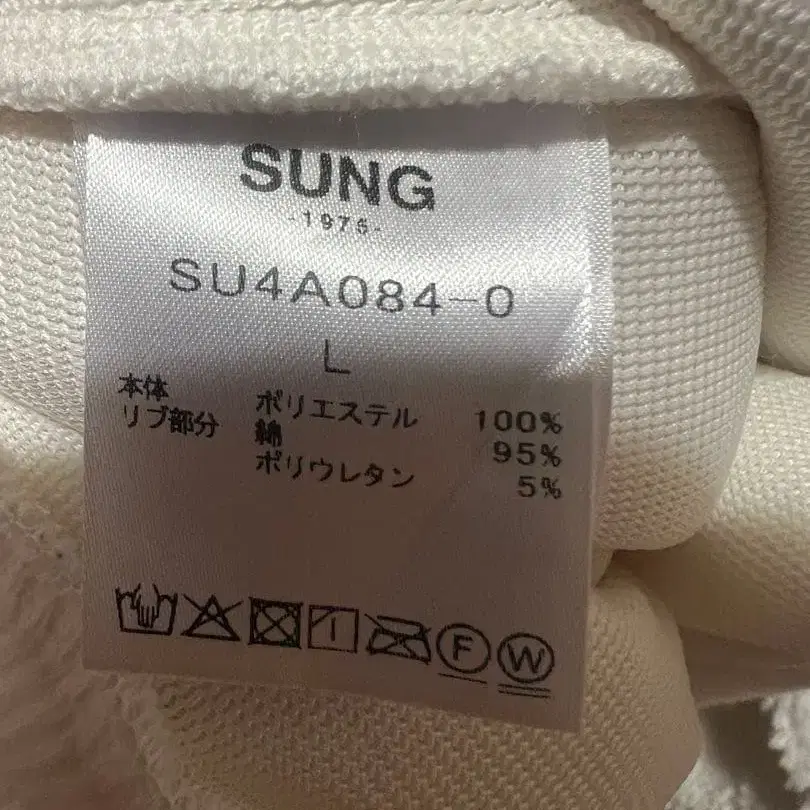 SUNG
-1976-
SU4A084-0
L
本体 ポリエステル 100%
リブ部分 綿 95%
ポリウレタン 5%
F W